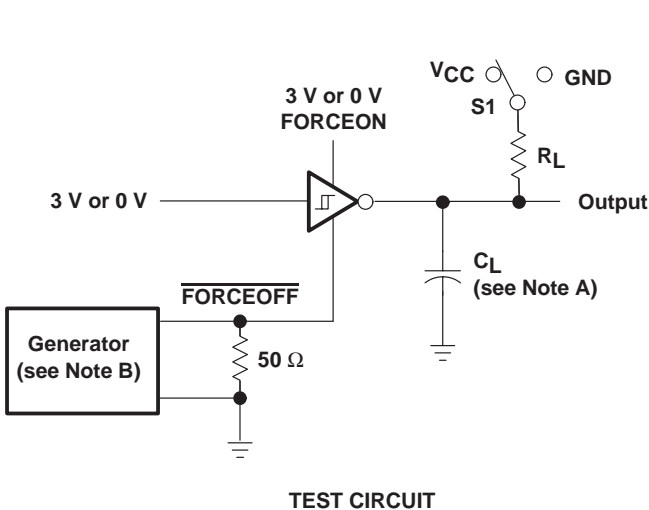 VCC
GND
S1
3 V or 0 V
FORCEON
RL
3 V or 0 V
Output
CL
(see Note A)
FORCEOFF
Generator
(see Note B)
50 Ω
TEST CIRCUIT